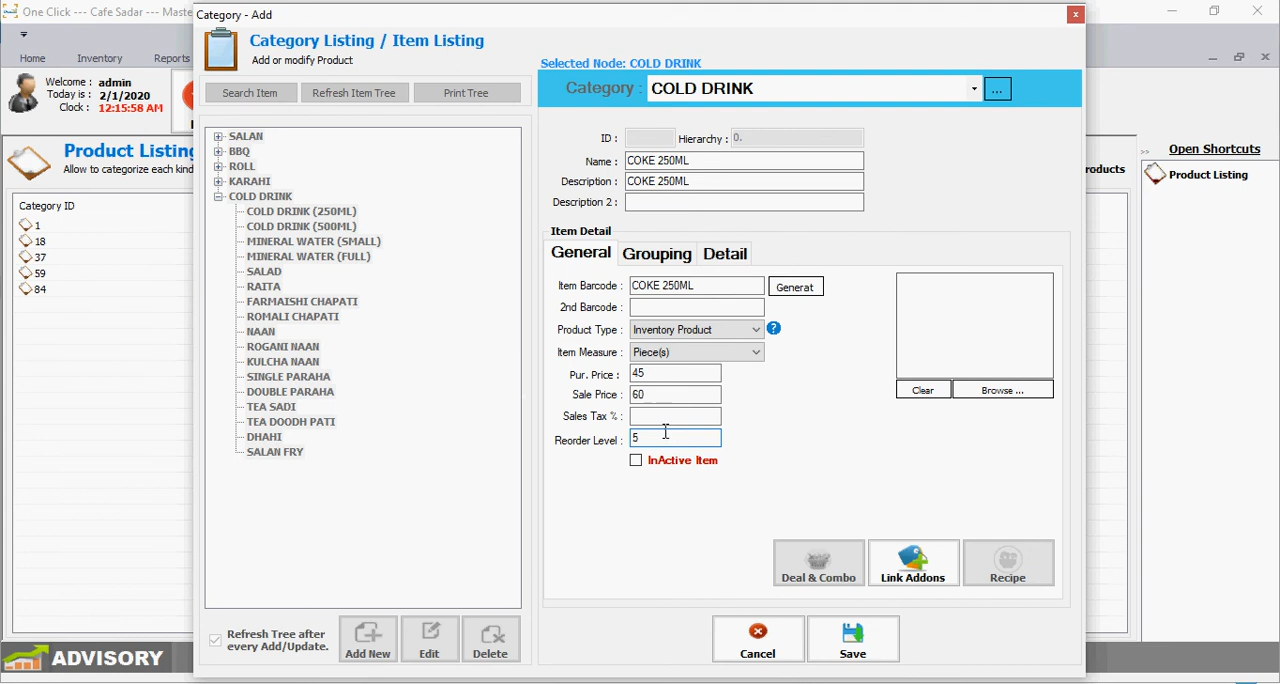 One Click --- Cafe Sadar --- Maste
Home Inventory Reports
Welcome : admin
Today is : 2/1/2020
Clock : 12:15:58 AM
Product Listing
Allow to categorize each kind
Category ID
1
18
37
59
84
ADVISORY
Category - Add
x
Category Listing / Item Listing
Add or modify Product
Search Item Refresh Item Tree Print Tree
SALAN
BBQ
ROLL
KARAHI
COLD DRINK
COLD DRINK (250ML)
COLD DRINK (500ML)
MINERAL WATER (SMALL)
MINERAL WATER (FULL)
SALAD
RAITA
FARMAISHI CHAPATI
ROMALI CHAPATI
NAAN
ROGANI NAAN
KULCHA NAAN
SINGLE PARAHA
DOUBLE PARAHA
TEA SADI
TEA DOODH PATI
DHAHI
SALAN FRY
Refresh Tree after
every Add/Update.
Add New Edit Delete
Selected Node: COLD DRINK
Category : COLD DRINK ...
ID : Hierarchy : 0.
Name : COKE 250ML
Description : COKE 250ML
Description 2 :
Item Detail
General Grouping Detail
Item Barcode : COKE 250ML Generat
2nd Barcode :
Product Type : Inventory Product ?
Item Measure : Piece(s)
Pur. Price : 45
Sale Price : 60
Sales Tax % :
Reorder Level : 5
InActive Item
Clear Browse ...
Deal & Combo Link Addons Recipe
Cancel Save
roducts
>> Open Shortcuts
Product Listing